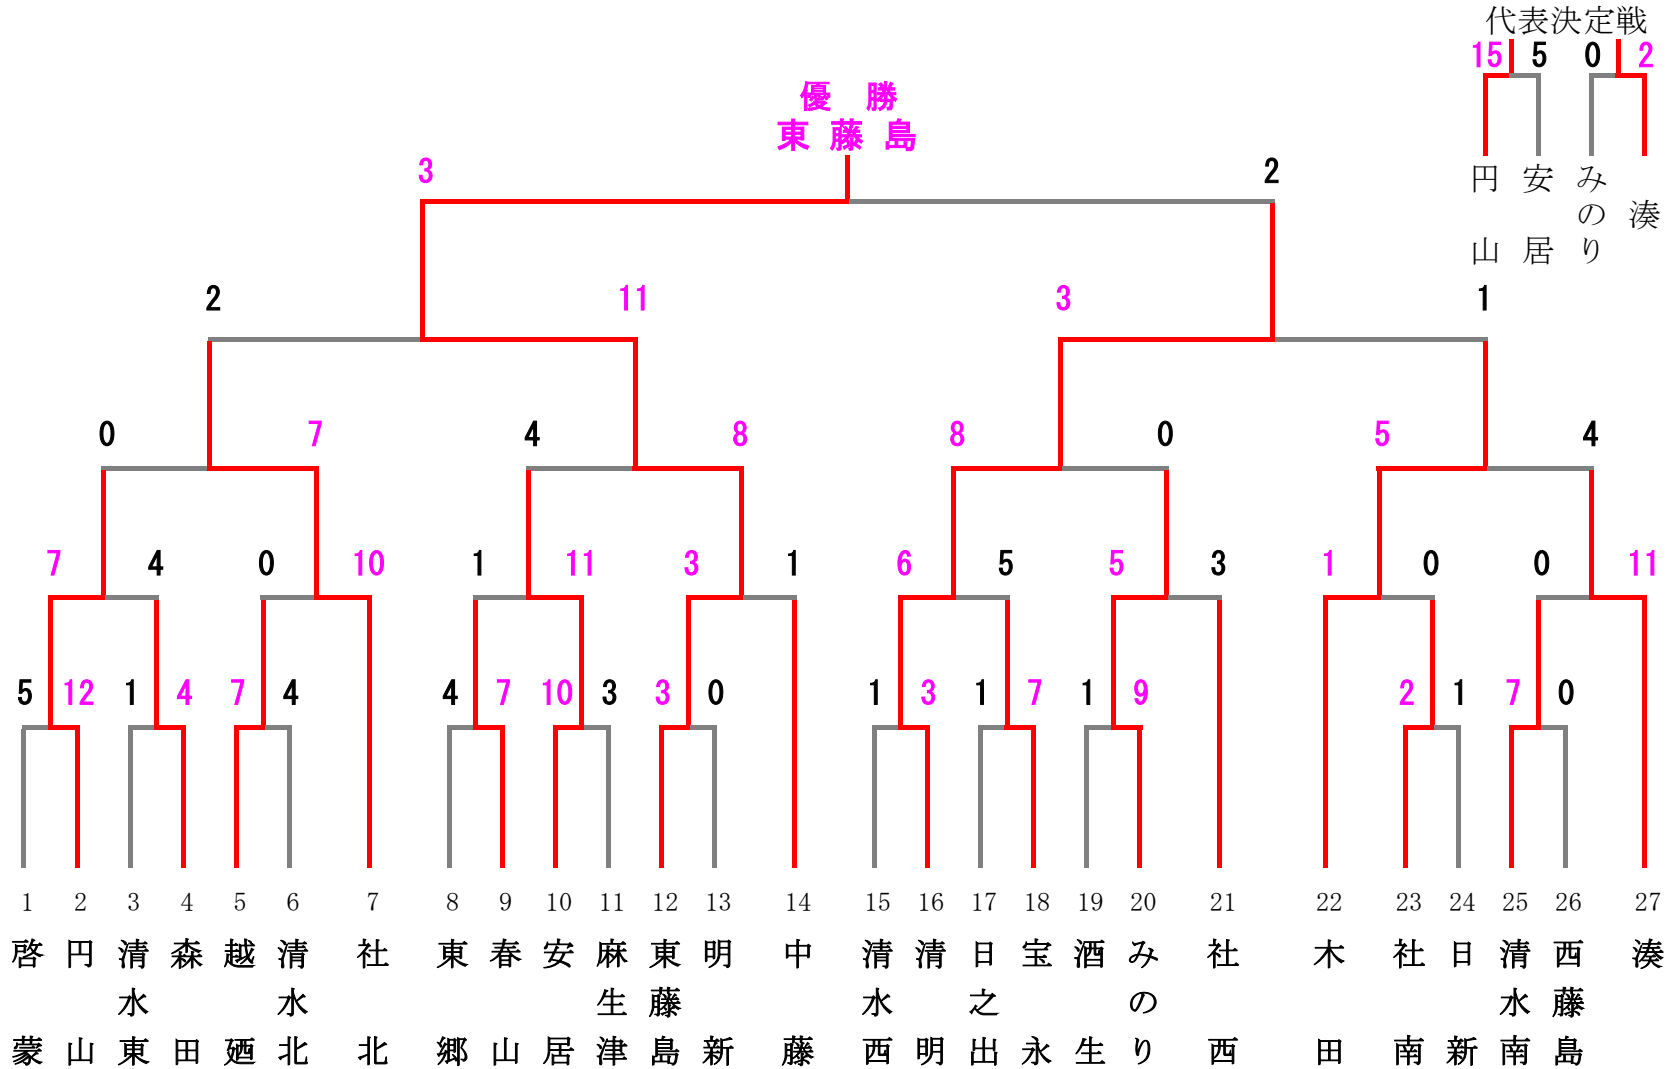 代表決定戦
15 5 0 2
円山 安居 みのり 湊
優 勝
東 藤 島
3 2
2 11 3 1
0 7 4 8 8 0 5 4
7 4 0 10 1 11 3 1 6 5 5 3 1 0 0 11
5 12 1 4 7 4 4 7 10 3 3 0 1 3 1 7 1 9 2 1 7 0
1 2 3 4 5 6 7 8 9 10 11 12 13 14 15 16 17 18 19 20 21 22 23 24 25 26 27
啓蒙
円山
清水東
森田
越廼
清水北
社北
東郷
春山
安居
麻生津
東藤島
明新
中藤
清水西
清明
日之出
宝永
酒生
みのり
社西
木田
社南
日新
清水南
西藤島
湊